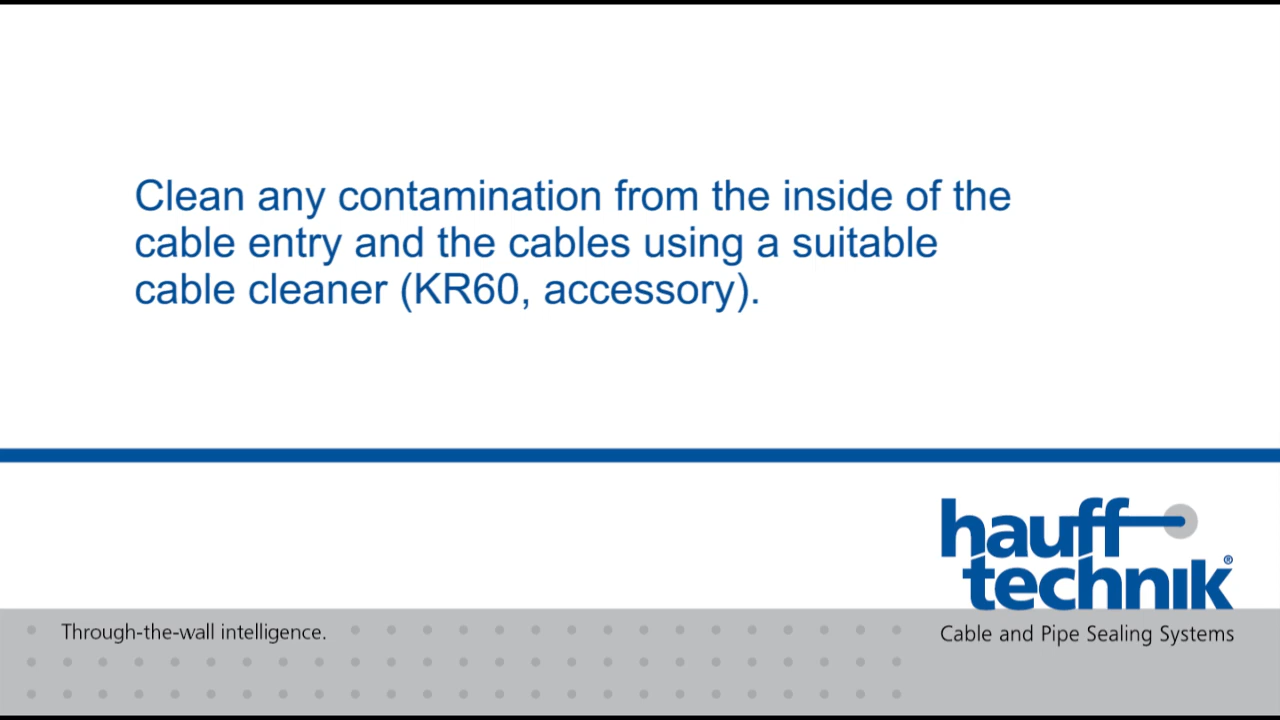 Clean any contamination from the inside of the
cable entry and the cables using a suitable
cable cleaner (KR60, accessory).
hauff
technik®
Through-the-wall intelligence.
Cable and Pipe Sealing Systems